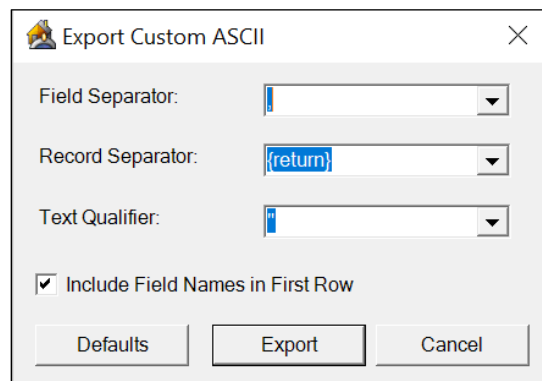 Export Custom ASCII
Field Separator: ,
Record Separator: {return}
Text Qualifier: "
Include Field Names in First Row
Defaults Export Cancel